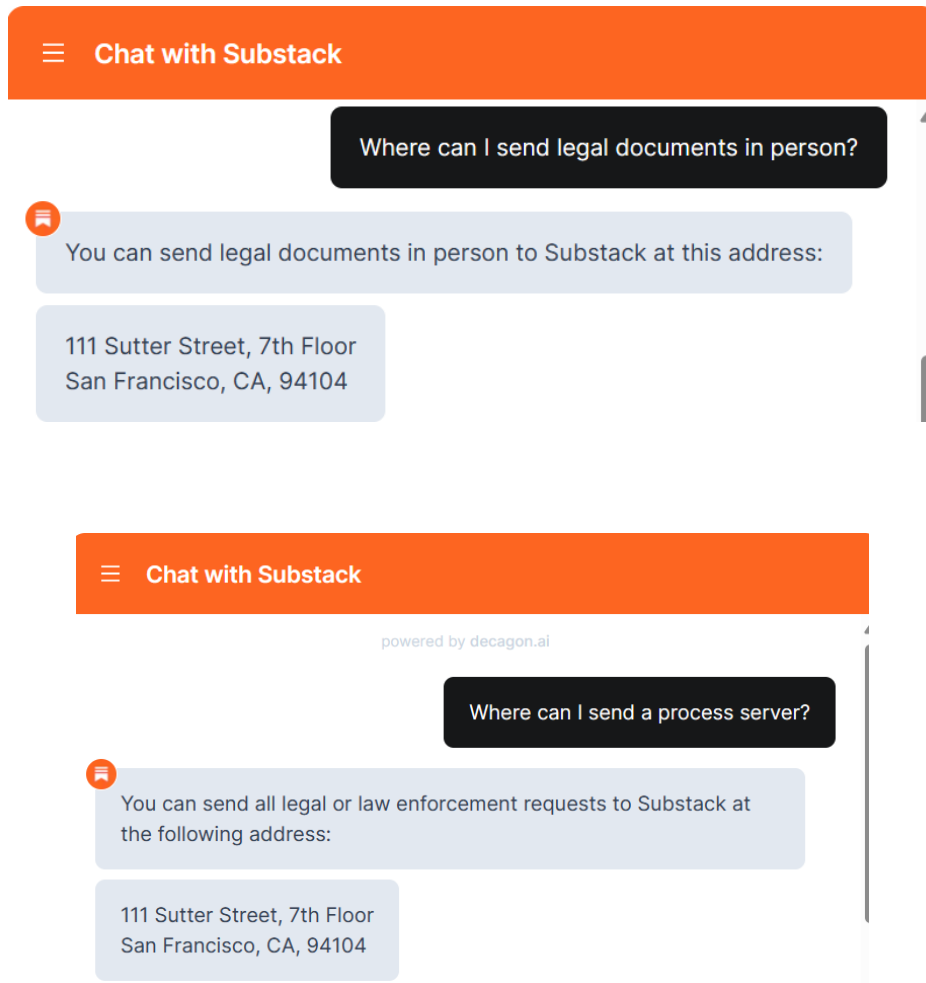 Chat with Substack
Where can I send legal documents in person?
You can send legal documents in person to Substack at this address:
111 Sutter Street, 7th Floor
San Francisco, CA, 94104
Chat with Substack
powered by decagon.ai
Where can I send a process server?
You can send all legal or law enforcement requests to Substack at
the following address:
111 Sutter Street, 7th Floor
San Francisco, CA, 94104